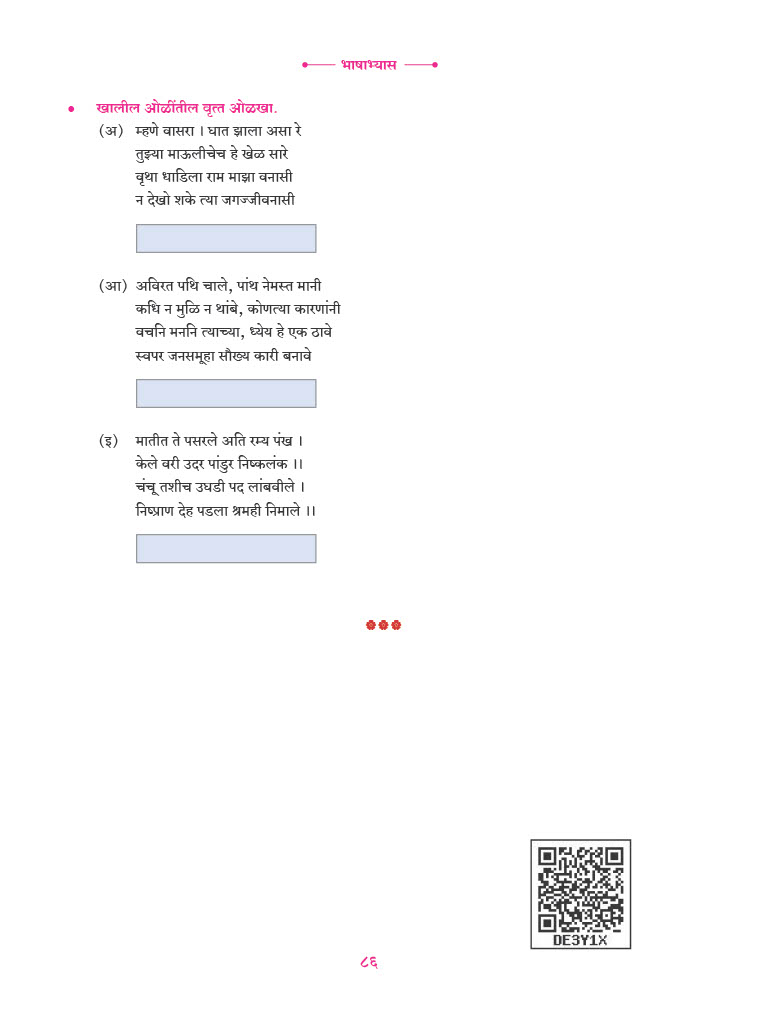 भाषाभ्यास
• खालील ओळींतील वृत्त ओळखा.
(अ) म्हणे वासरा । घात झाला असा रे
तुझ्या माऊलीचेच हे खेळ सारे
वृथा धाडिला राम माझा वनासी
न देखो शके त्या जगज्जीवनासी
(आ) अविरत पथि चाले, पांथ नेमस्त मानी
कधि न मुळि न थांबे, कोणत्या कारणांनी
वचनि मननि त्याच्या, ध्येय हे एक ठावे
स्वपर जनसमूहा सौख्य कारी बनावे
(इ) मातीत ते पसरले अति रम्य पंख ।
केले वरी उदर पांडुर निष्कलंक ।।
चंचू तशीच उघडी पद लांबवीले ।
निष्प्राण देह पडला श्रमही निमाले ।।
DE3Y1X
८६